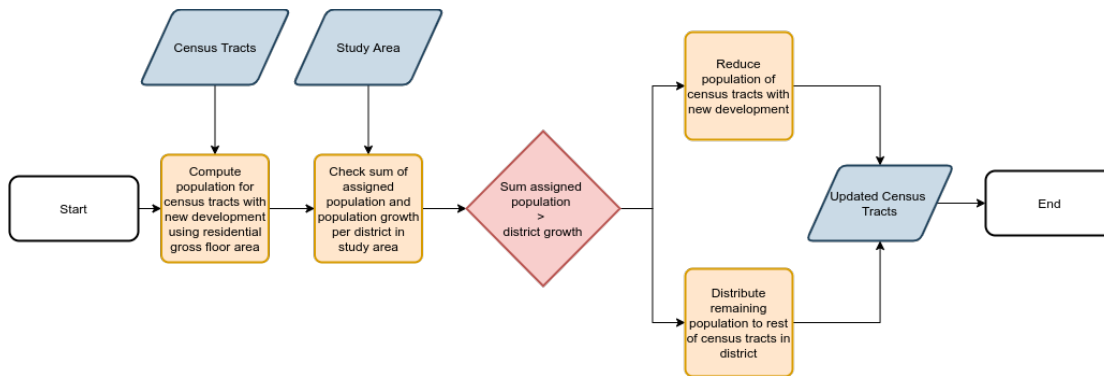 Census Tracts
Study Area
Start
Compute
population for
census tracts with
new development
using residential
gross floor area
Check sum of
assigned
population and
population growth
per district in
study area
Sum assigned
population
>
district growth
Reduce
population of
census tracts with
new development
Distribute
remaining
population to rest
of census tracts in
district
Updated Census
Tracts
End